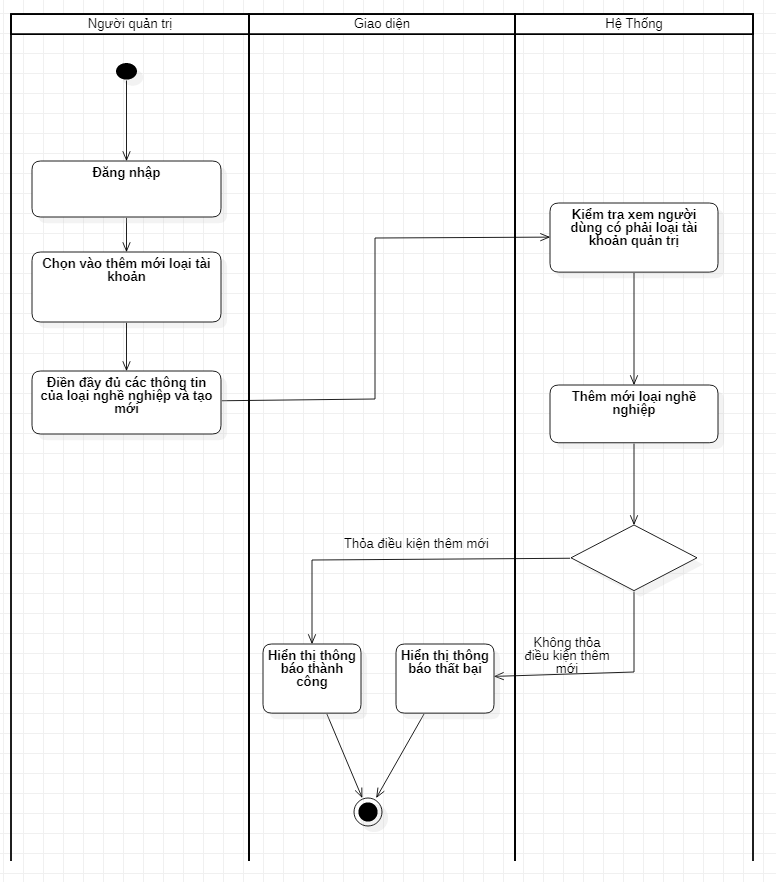 Người quản trị
Giao diện
Hệ Thống
Đăng nhập
Chọn vào thêm mới loại tài
khoản
Điền đầy đủ các thông tin
của loại nghề nghiệp và tạo
mới
Kiểm tra xem người
dùng có phải loại tài
khoản quản trị
Thêm mới loại nghề
nghiệp
Thỏa điều kiện thêm mới
Không thỏa
điều kiện thêm
mới
Hiển thị thông
báo thành
công
Hiển thị thông
báo thất bại